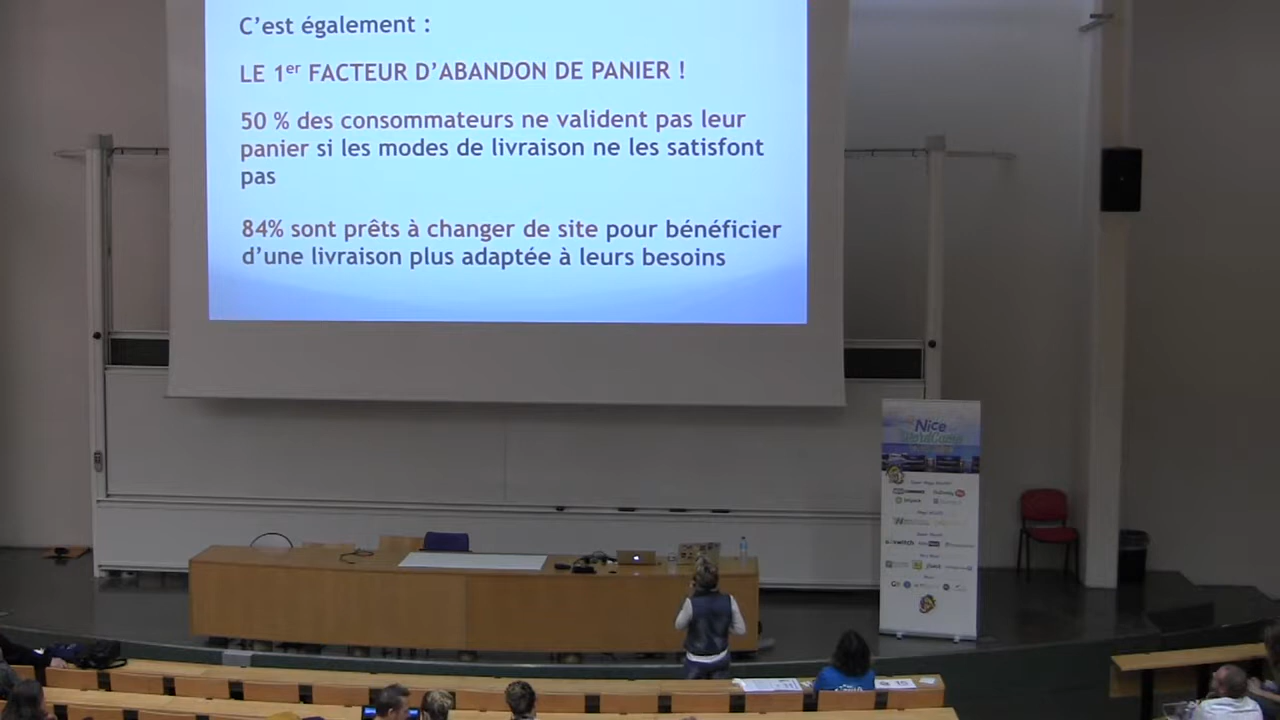 C’est également :
LE 1er FACTEUR D’ABANDON DE PANIER !
50 % des consommateurs ne valident pas leur
panier si les modes de livraison ne les satisfont
pas
84% sont prêts à changer de site pour bénéficier
d’une livraison plus adaptée à leurs besoins
Nice